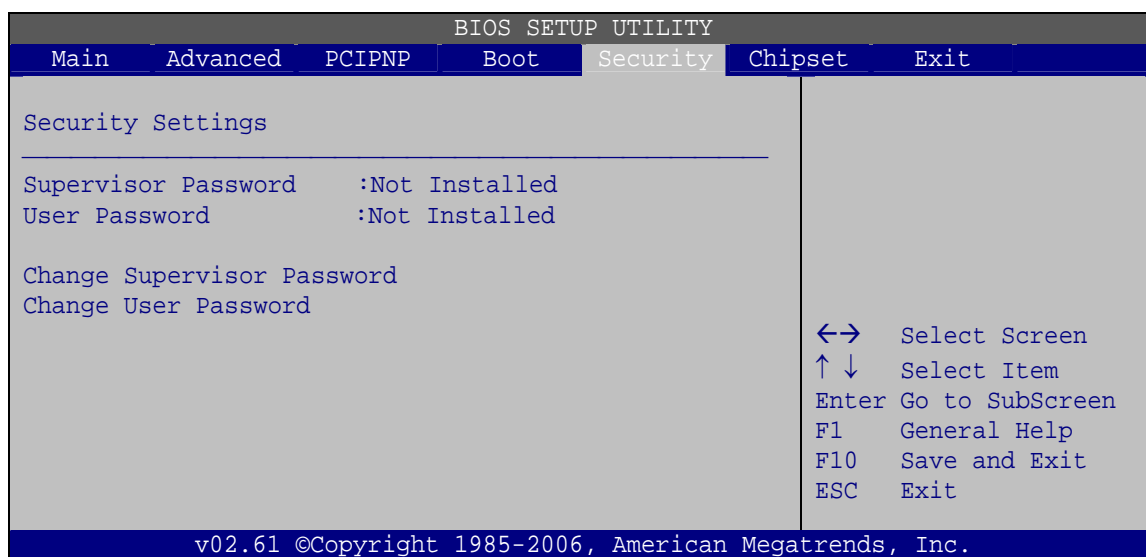 BIOS SETUP UTILITY
Main Advanced PCIPNP Boot Security Chipset Exit
Security Settings
Supervisor Password :Not Installed
User Password :Not Installed
Change Supervisor Password
Change User Password
←→ Select Screen
↑ ↓ Select Item
Enter Go to SubScreen
F1 General Help
F10 Save and Exit
ESC Exit
v02.61 ©Copyright 1985-2006, American Megatrends, Inc.